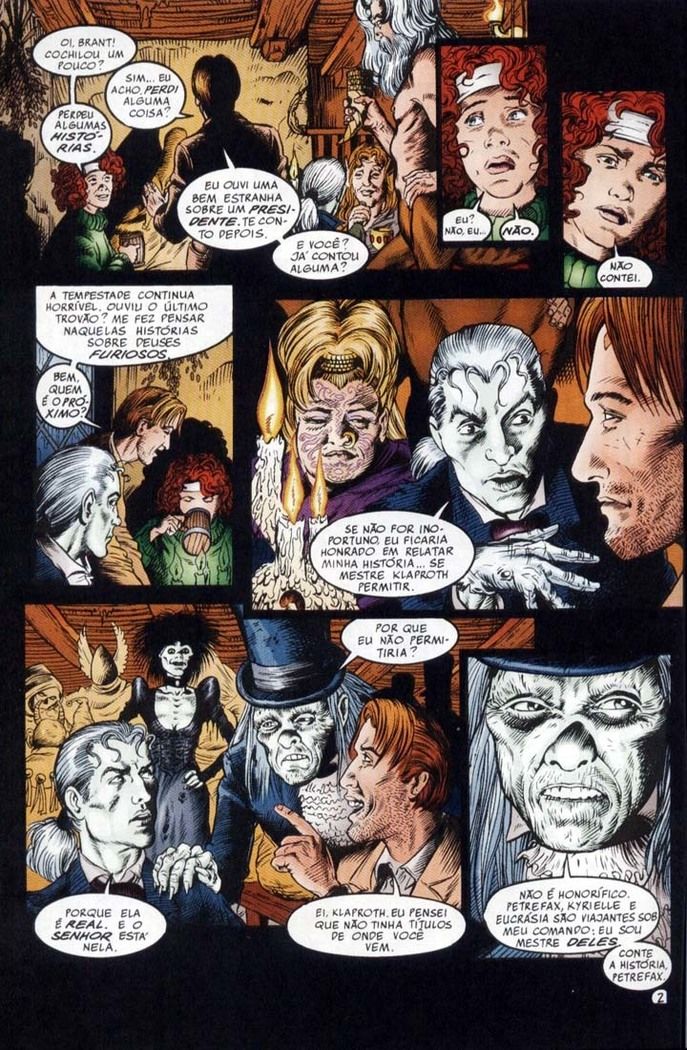 OI, BRANT!
COCHILOU UM
POUCO?
SIM... EU
ACHO. PERDI
ALGUMA
COISA?
PERDEU
ALGUMAS
HISTÓ-
RIAS.
EU OUVI UMA
BEM ESTRANHA
SOBRE UM PRESI-
DENTE. TE CON-
TO DEPOIS.
E VOCÊ?
JÁ CONTOU
ALGUMA?
EU?
NÃO, EU...
NÃO.
NÃO
CONTEI.
A TEMPESTADE CONTINUA
HORRÍVEL. OUVIU O ÚLTIMO
TROVÃO? ME FEZ PENSAR
NAQUELAS HISTÓRIAS
SOBRE DEUSES
FURIOSOS.
BEM,
QUEM
É O PRÓ-
XIMO?
SE NÃO FOR INO-
PORTUNO, EU FICARIA
HONRADO EM RELATAR
MINHA HISTÓRIA... SE
MESTRE KLAPROTH
PERMITIR.
POR QUE
EU NÃO PERMI-
TIRIA?
PORQUE ELA
É REAL. E O
SENHOR ESTÁ
NELA.
EI, KLAPROTH. EU PENSEI
QUE NÃO TINHA TÍTULOS
DE ONDE VOCÊ
VEM.
NÃO É HONORÍFICO.
PETREFAX, KYRIELLE E
EUCRÁSIA SÃO VIAJANTES SOB
MEU COMANDO: EU SOU
MESTRE DELES.
CONTE
A HISTÓRIA,
PETREFAX.
2